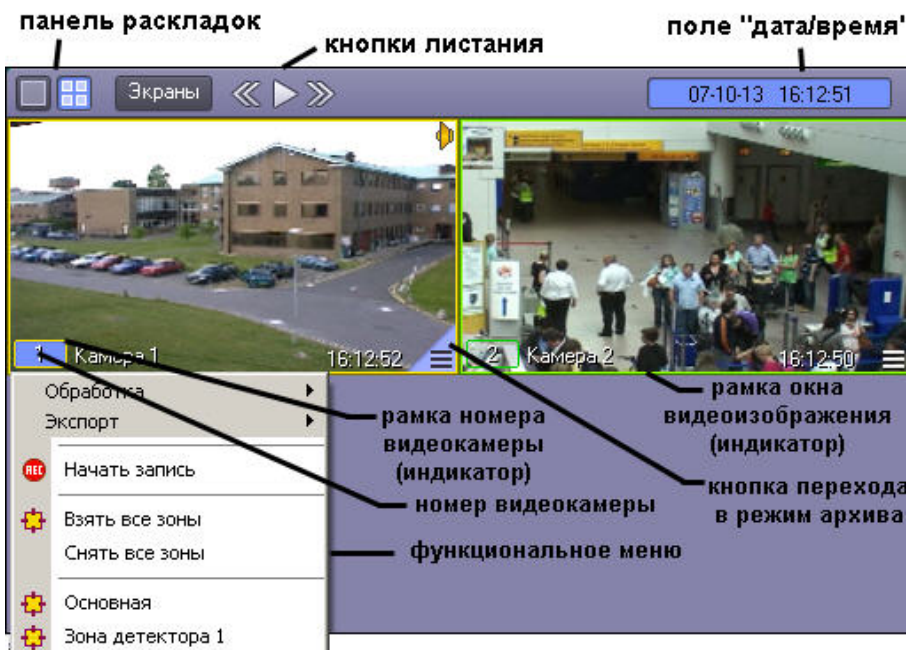 панель раскладок
кнопки листания
поле "дата/время"
Экраны
07-10-13 16:12:51
1 Камера 1 16:12:52
2 Камера 2 16:12:50
Обработка
Экспорт
Начать запись
REC
Взять все зоны
Снять все зоны
Основная
Зона детектора 1
рамка номера
видеокамеры
(индикатор)
номер видеокамеры
функциональное меню
рамка окна
видеоизображения
(индикатор)
кнопка перехода
в режим архива